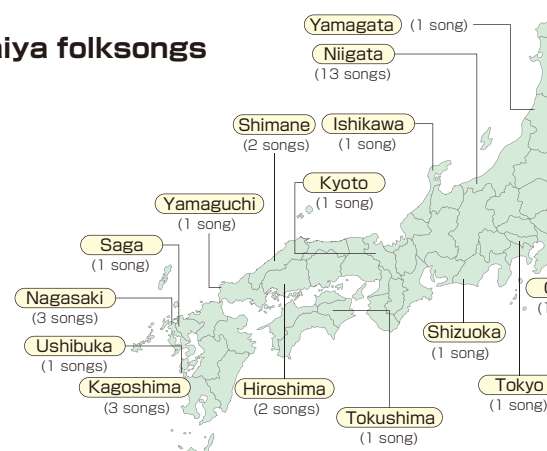 iya folksongs
Yamagata (1 song)
Niigata
(13 songs)
Shimane
(2 songs)
Ishikawa
(1 song)
Kyoto
(1 song)
Yamaguchi
(1 song)
Saga
(1 song)
Nagasaki
(3 songs)
Ushibuka
(1 songs)
Kagoshima
(3 songs)
Hiroshima
(2 songs)
Tokushima
(1 song)
Shizuoka
(1 song)
Tokyo
(1 song)